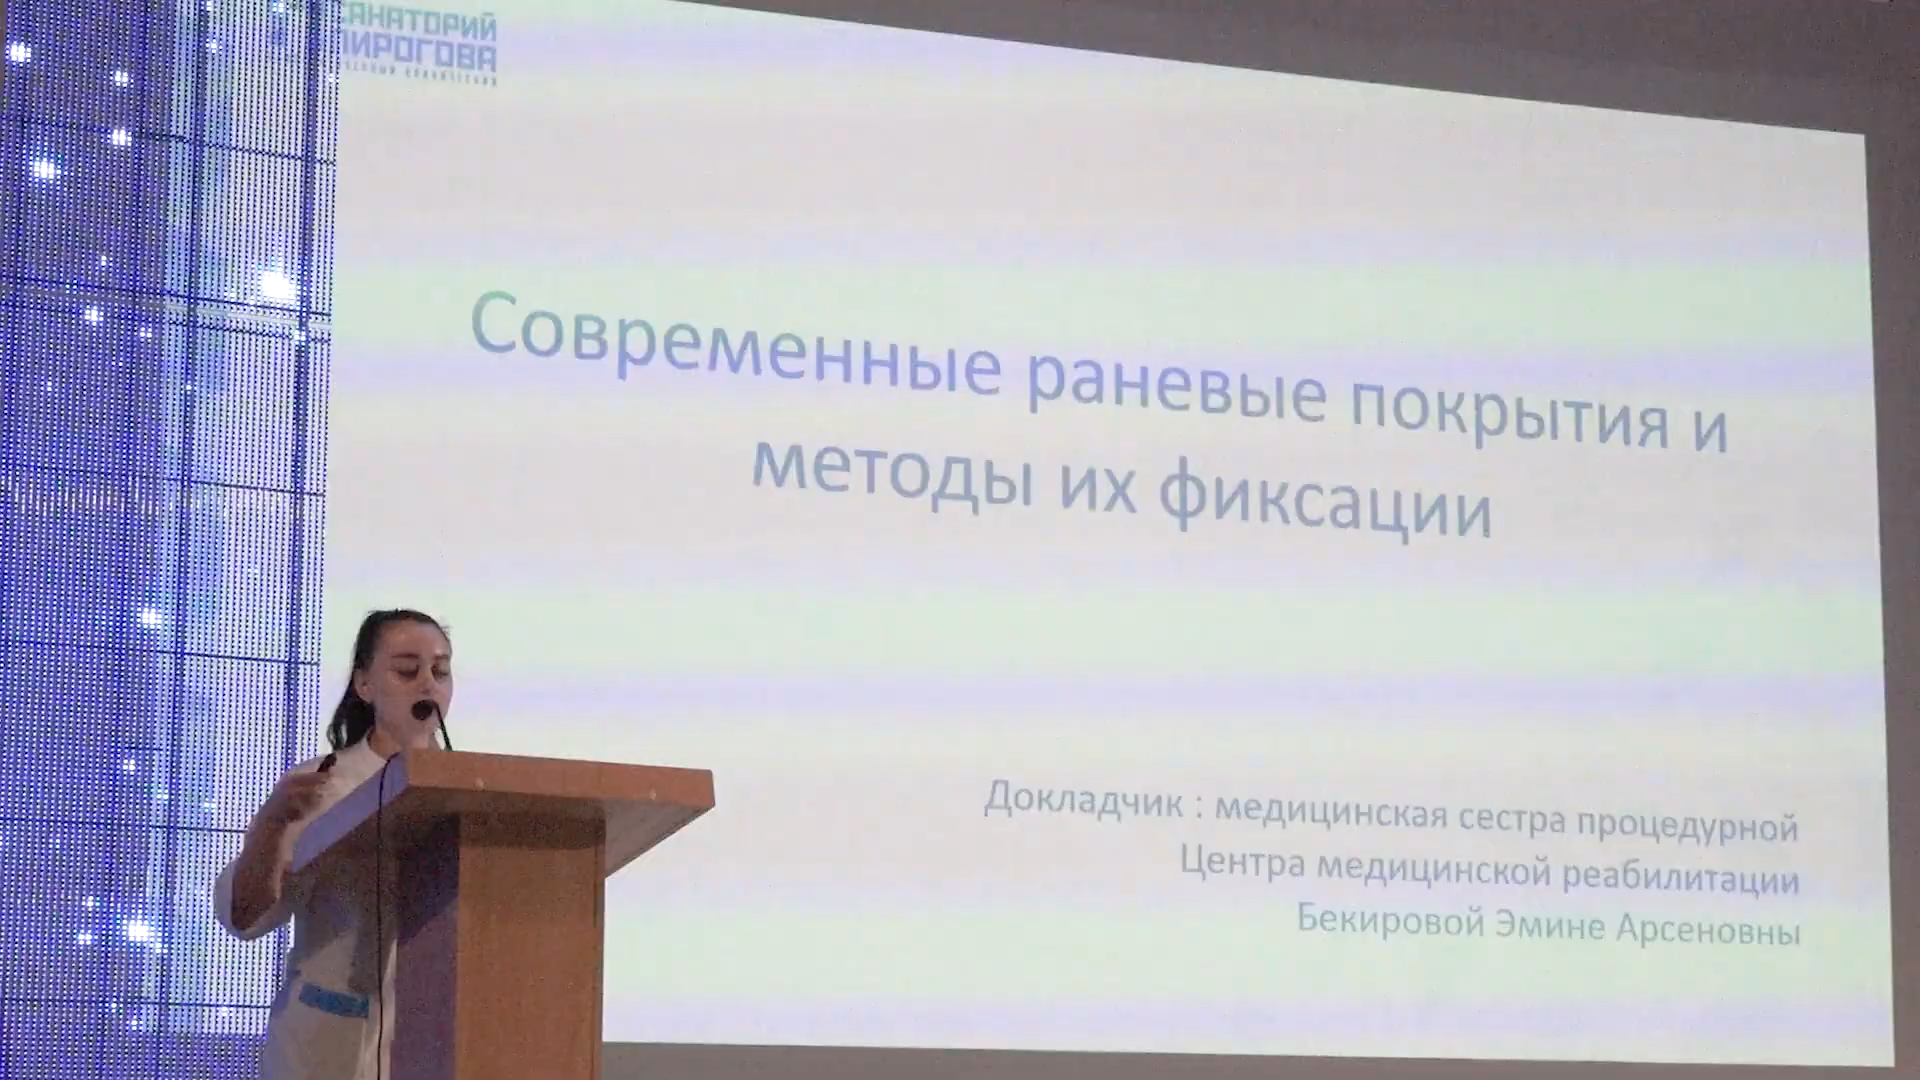 САНАТОРИЙ
ПИРОГОВА
Современные раневые покрытия и
методы их фиксации
Докладчик : медицинская сестра процедурной
Центра медицинской реабилитации
Бекировой Эмине Арсеновны